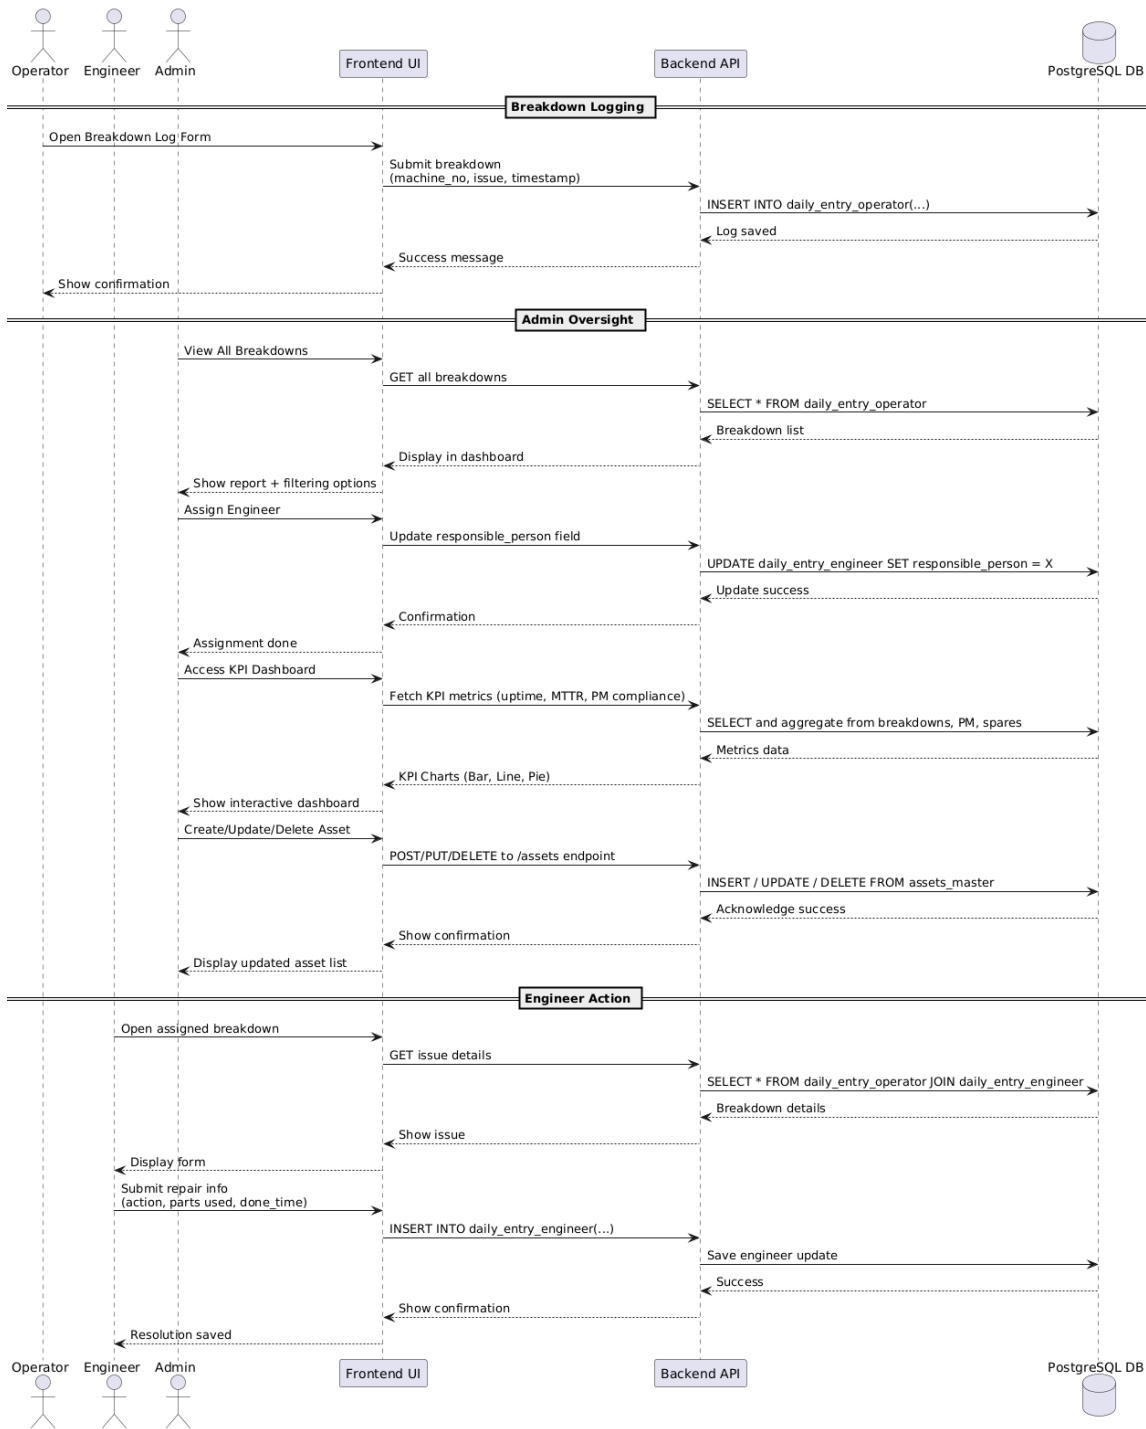 Operator Engineer Admin Frontend UI Backend API PostgreSQL DB
Breakdown Logging
Open Breakdown Log Form
Submit breakdown
(machine_no, issue, timestamp)
INSERT INTO daily_entry_operator(...)
Log saved
Success message
Show confirmation
Admin Oversight
View All Breakdowns
GET all breakdowns
SELECT * FROM daily_entry_operator
Breakdown list
Display in dashboard
Show report + filtering options
Assign Engineer
Update responsible_person field
UPDATE daily_entry_engineer SET responsible_person = X
Update success
Confirmation
Assignment done
Access KPI Dashboard
Fetch KPI metrics (uptime, MTTR, PM compliance)
SELECT and aggregate from breakdowns, PM, spares
Metrics data
KPI Charts (Bar, Line, Pie)
Show interactive dashboard
Create/Update/Delete Asset
POST/PUT/DELETE to /assets endpoint
INSERT / UPDATE / DELETE FROM assets_master
Acknowledge success
Show confirmation
Display updated asset list
Engineer Action
Open assigned breakdown
GET issue details
SELECT * FROM daily_entry_operator JOIN daily_entry_engineer
Breakdown details
Show issue
Display form
Submit repair info
(action, parts used, done_time)
INSERT INTO daily_entry_engineer(...)
Save engineer update
Success
Show confirmation
Resolution saved
Operator Engineer Admin Frontend UI Backend API PostgreSQL DB